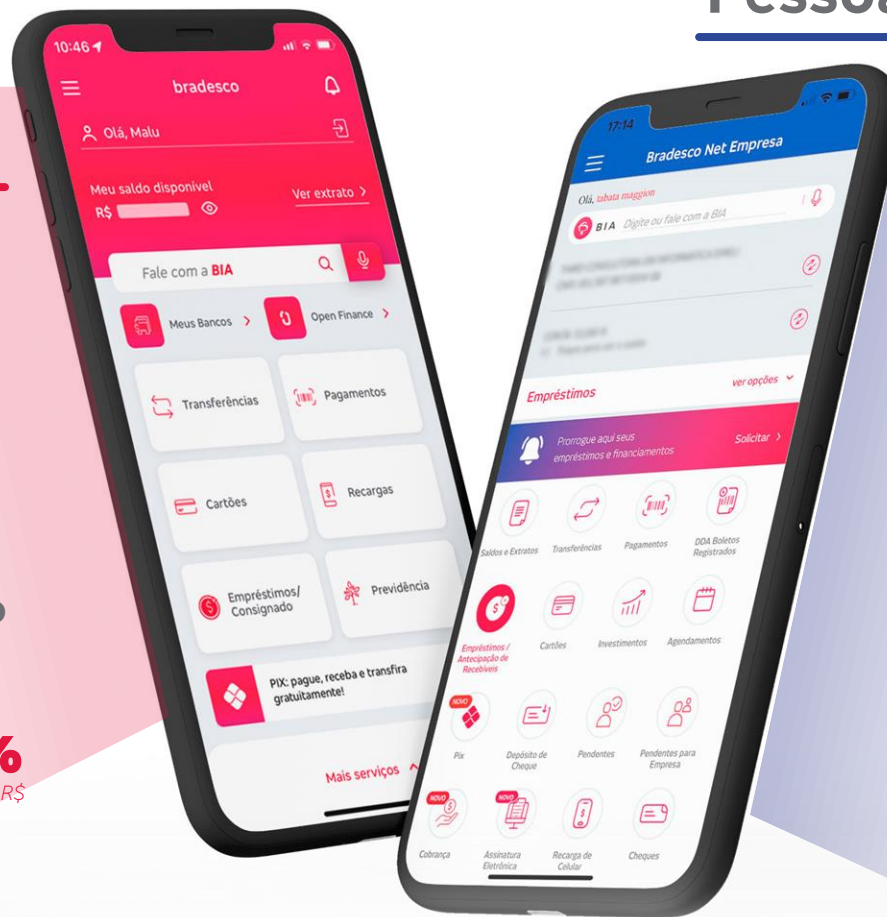 Pessoa
10:46
bradesco
Olá, Malu
Meu saldo disponível
R$
Ver extrato >
Fale com a BIA
Meus Bancos >
Open Finance >
Transferências
Pagamentos
Cartões
Recargas
Empréstimos/
Consignado
Previdência
PIX: pague, receba e transfira
gratuitamente!
Mais serviços
%
R$
17:14
Bradesco Net Empresa
Olá, tabata maggion
BIA Digite ou fale com a BIA
Empréstimos
ver opções
Prorrogue aqui seus
empréstimos e financiamentos
Solicitar >
Saldos e Extratos
Transferências
Pagamentos
DDA Boletos
Registrados
Empréstimos /
Antecipação de
Recebíveis
Cartões
Investimentos
Agendamentos
NOVO
Pix
Depósito de
Cheque
Pendentes
Pendentes para
Empresa
NOVO
Cobrança
NOVO
Assinatura
Eletrônica
Recarga de
Celular
Cheques